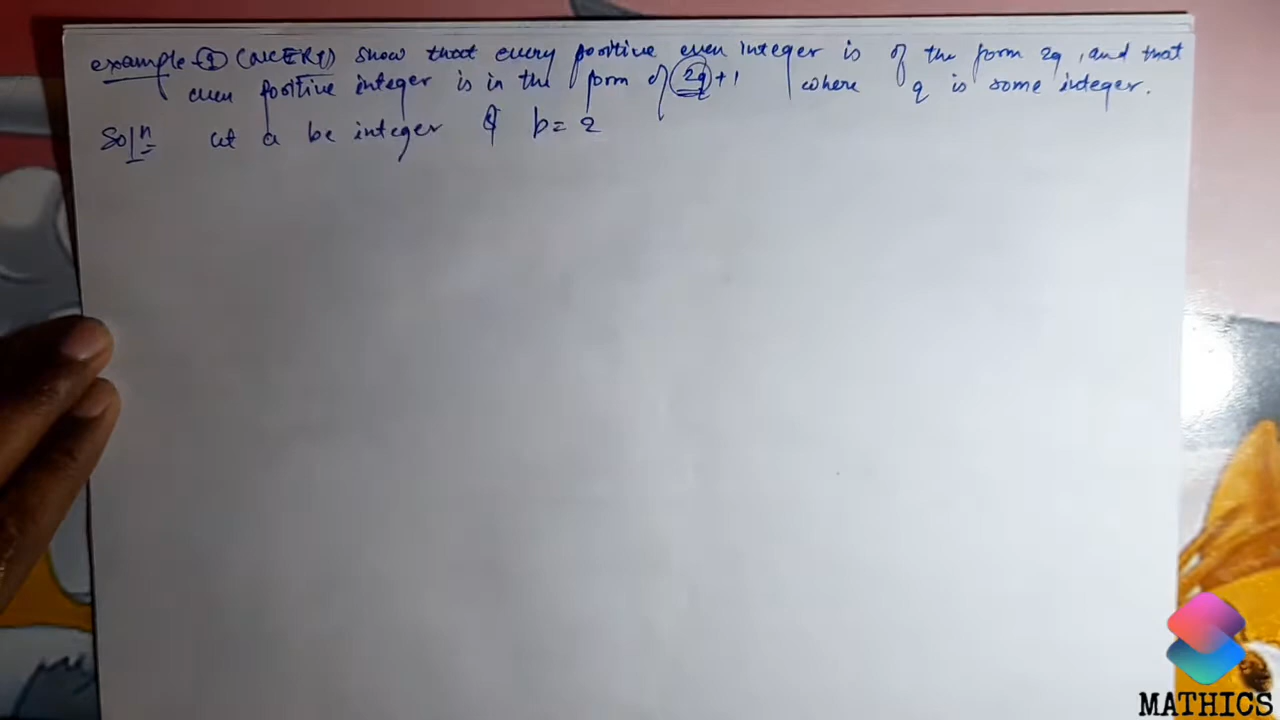 example ① (NCERT) show that every positive even integer is of the form 2q, and that
even positive integer is in the form of 2q + 1 where q is some integer.
Soln let a be integer & b = 2
MATHICS